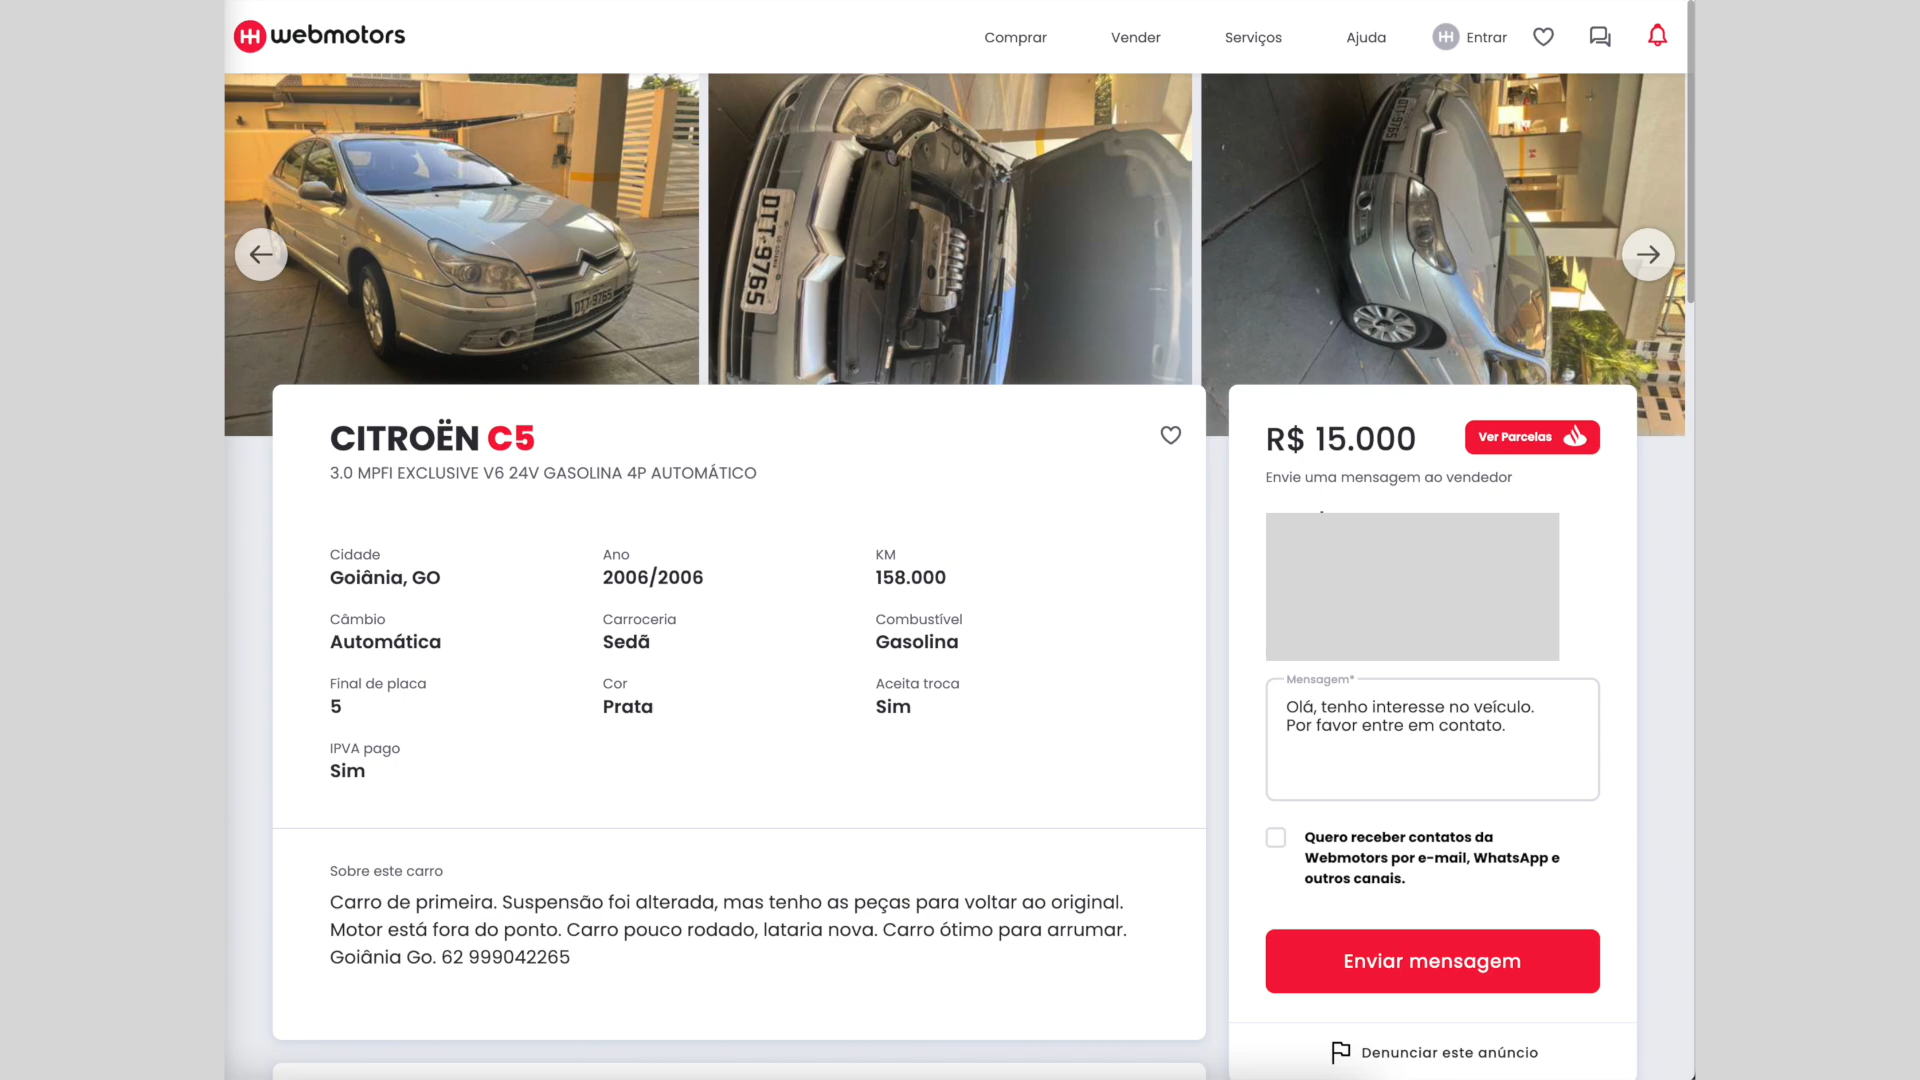 webmotors
Comprar
Vender
Serviços
Ajuda
Entrar
DTT 9765
DTT-9765
DTT 9765
CITROËN C5
3.0 MPFI EXCLUSIVE V6 24V GASOLINA 4P AUTOMÁTICO
Cidade
Goiânia, GO
Ano
2006/2006
KM
158.000
Câmbio
Automática
Carroceria
Sedã
Combustível
Gasolina
Final de placa
5
Cor
Prata
Aceita troca
Sim
IPVA pago
Sim
Sobre este carro
Carro de primeira. Suspensão foi alterada, mas tenho as peças para voltar ao original.
Motor está fora do ponto. Carro pouco rodado, lataria nova. Carro ótimo para arrumar.
Goiânia Go. 62 999042265
R$ 15.000
Ver Parcelas
Envie uma mensagem ao vendedor
Mensagem*
Olá, tenho interesse no veículo.
Por favor entre em contato.
Quero receber contatos da
Webmotors por e-mail, WhatsApp e
outros canais.
Enviar mensagem
Denunciar este anúncio